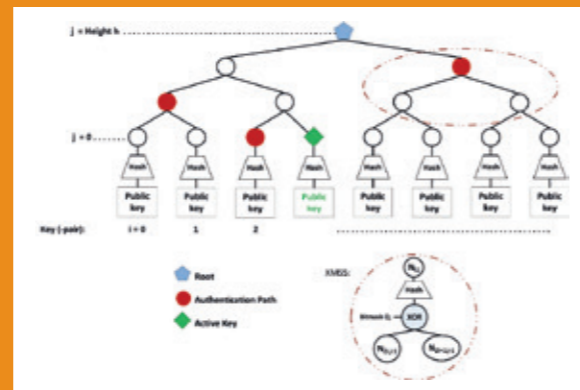 j = Height h
j = 0
Hash Hash Hash Hash Hash Hash Hash Hash
Public key Public key Public key Public key Public key Public key Public key Public key
Key (-pair): i = 0 1 2
Root
Authentication Path
Active Key
XMSS:
Hash
XOR